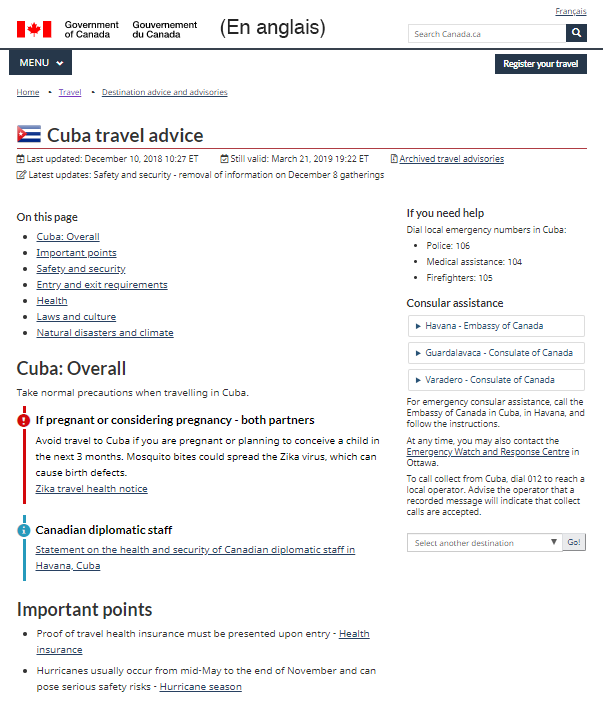 Français
Government of Canada
Gouvernement du Canada
(En anglais)
Search Canada.ca
MENU
Register your travel
Home
Travel
Destination advice and advisories
Cuba travel advice
Last updated: December 10, 2018 10:27 ET
Still valid: March 21, 2019 19:22 ET
Archived travel advisories
Latest updates: Safety and security - removal of information on December 8 gatherings
On this page
Cuba: Overall
Important points
Safety and security
Entry and exit requirements
Health
Laws and culture
Natural disasters and climate
Cuba: Overall
Take normal precautions when travelling in Cuba.
If pregnant or considering pregnancy - both partners
Avoid travel to Cuba if you are pregnant or planning to conceive a child in
the next 3 months. Mosquito bites could spread the Zika virus, which can
cause birth defects.
Zika travel health notice
Canadian diplomatic staff
Statement on the health and security of Canadian diplomatic staff in
Havana, Cuba
Important points
Proof of travel health insurance must be presented upon entry - Health
insurance
Hurricanes usually occur from mid-May to the end of November and can
pose serious safety risks - Hurricane season
If you need help
Dial local emergency numbers in Cuba:
Police: 106
Medical assistance: 104
Firefighters: 105
Consular assistance
Havana - Embassy of Canada
Guardalavaca - Consulate of Canada
Varadero - Consulate of Canada
For emergency consular assistance, call the
Embassy of Canada in Cuba, in Havana, and
follow the instructions.
At any time, you may also contact the
Emergency Watch and Response Centre in
Ottawa.
To call collect from Cuba, dial 012 to reach a
local operator. Advise the operator that a
recorded message will indicate that collect
calls are accepted.
Select another destination
Go!